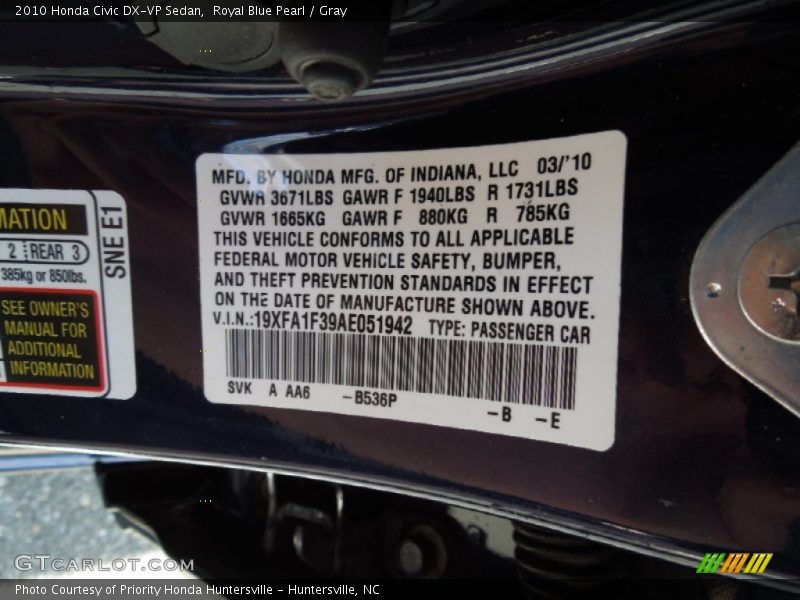 2010 Honda Civic DX-VP Sedan, Royal Blue Pearl / Gray
MFD. BY HONDA MFG. OF INDIANA, LLC 03/'10
GVWR 3671LBS GAWR F 1940LBS R 1731LBS
GVWR 1665KG GAWR F 880KG R 785KG
THIS VEHICLE CONFORMS TO ALL APPLICABLE
FEDERAL MOTOR VEHICLE SAFETY, BUMPER,
AND THEFT PREVENTION STANDARDS IN EFFECT
ON THE DATE OF MANUFACTURE SHOWN ABOVE.
V.I.N.:19XFA1F39AE051942 TYPE: PASSENGER CAR
SVK A AA6 -B536P -B -E
MATION
2 REAR 3
385kg or 850lbs.
SEE OWNER'S
MANUAL FOR
ADDITIONAL
INFORMATION
SNE E1
GTCARLOT.COM
Photo Courtesy of Priority Honda Huntersville - Huntersville, NC